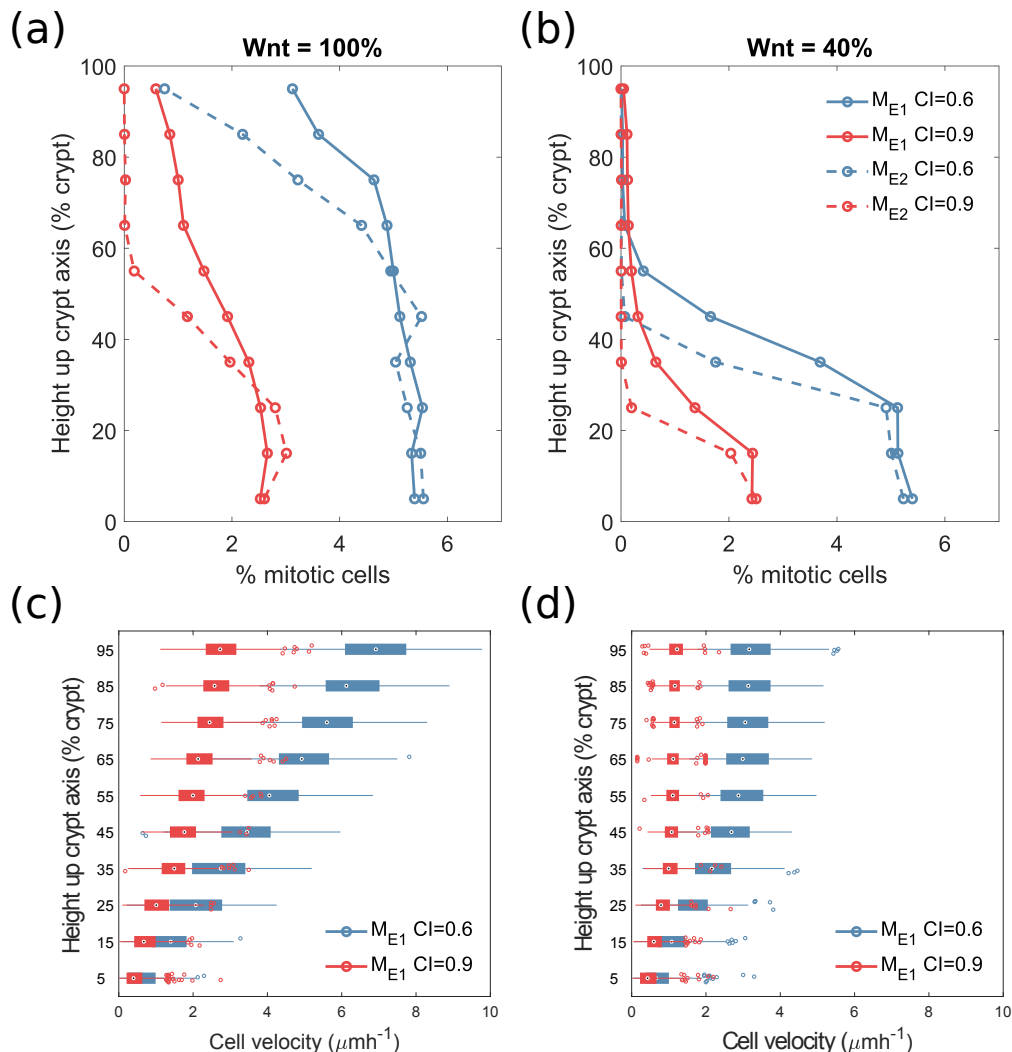 (a)
(b)
Wnt = 100%
Wnt = 40%
Height up crypt axis (% crypt)
100
80
60
40
20
0
0 2 4 6
% mitotic cells
Height up crypt axis (% crypt)
100
80
60
40
20
0
0 2 4 6
% mitotic cells
M_E1 CI=0.6
M_E1 CI=0.9
M_E2 CI=0.6
M_E2 CI=0.9
(c)
(d)
Height up crypt axis (% crypt)
95
85
75
65
55
45
35
25
15
5
0 2 4 6 8 10
Cell velocity (μmh⁻¹)
M_E1 CI=0.6
M_E1 CI=0.9
Height up crypt axis (% crypt)
95
85
75
65
55
45
35
25
15
5
0 2 4 6 8 10
Cell velocity (μmh⁻¹)
M_E1 CI=0.6
M_E1 CI=0.9